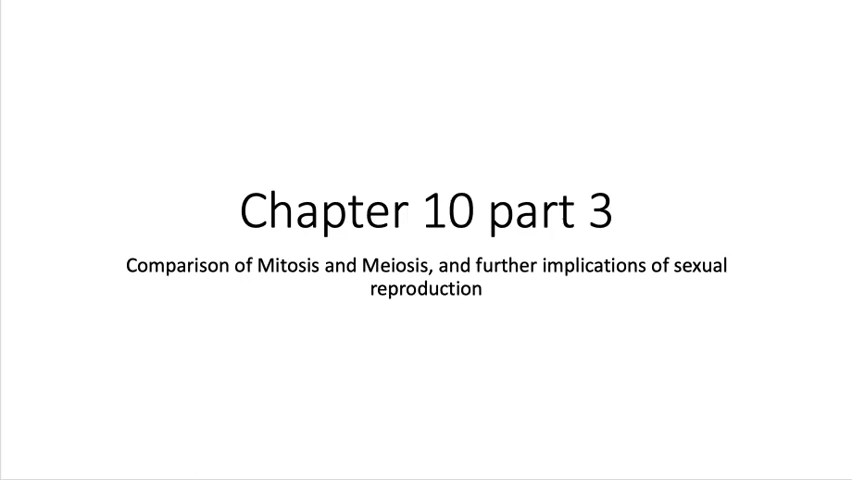 Chapter 10 part 3
Comparison of Mitosis and Meiosis, and further implications of sexual
reproduction